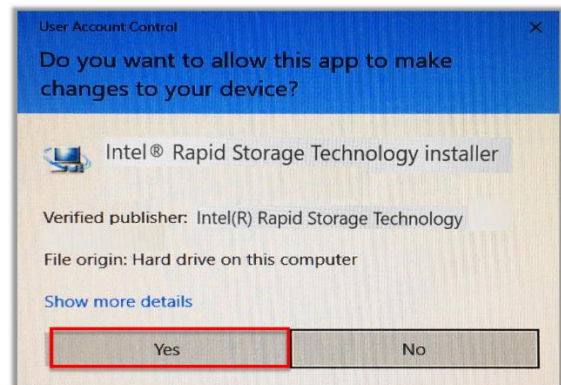 User Account Control
Do you want to allow this app to make
changes to your device?
Intel® Rapid Storage Technology installer
Verified publisher: Intel(R) Rapid Storage Technology
File origin: Hard drive on this computer
Show more details
Yes
No